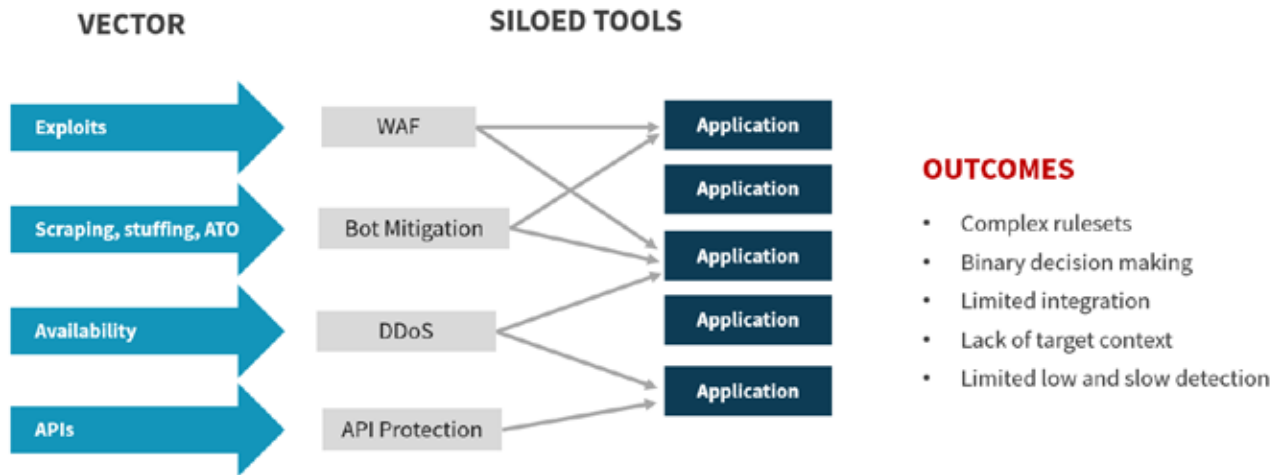 VECTOR
SILOED TOOLS
Exploits
WAF
Application
Application
Scraping, stuffing, ATO
Bot Mitigation
Application
Availability
DDoS
Application
Application
APIs
API Protection
OUTCOMES
• Complex rulesets
• Binary decision making
• Limited integration
• Lack of target context
• Limited low and slow detection